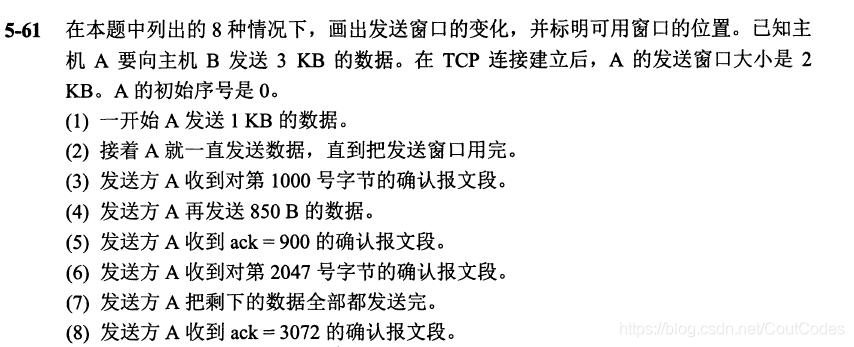 5-61 在本题中列出的 8 种情况下，画出发送窗口的变化，并标明可用窗口的位置。已知主
机 A 要向主机 B 发送 3 KB 的数据。在 TCP 连接建立后，A 的发送窗口大小是 2
KB。A 的初始序号是 0。
(1) 一开始 A 发送 1 KB 的数据。
(2) 接着 A 就一直发送数据，直到把发送窗口用完。
(3) 发送方 A 收到对第 1000 号字节的确认报文段。
(4) 发送方 A 再发送 850 B 的数据。
(5) 发送方 A 收到 ack = 900 的确认报文段。
(6) 发送方 A 收到对第 2047 号字节的确认报文段。
(7) 发送方 A 把剩下的数据全部都发送完。
(8) 发送方 A 收到 ack = 3072 的确认报文段。
https://blog.csdn.net/CoutCodes